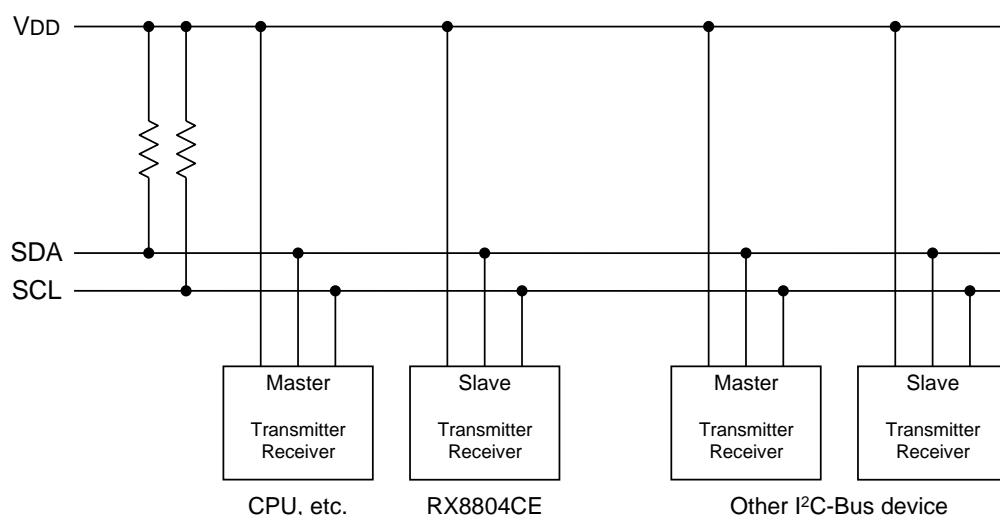 VDD
SDA
SCL
Master
Transmitter
Receiver
Slave
Transmitter
Receiver
Master
Transmitter
Receiver
Slave
Transmitter
Receiver
CPU, etc.
RX8804CE
Other I²C-Bus device